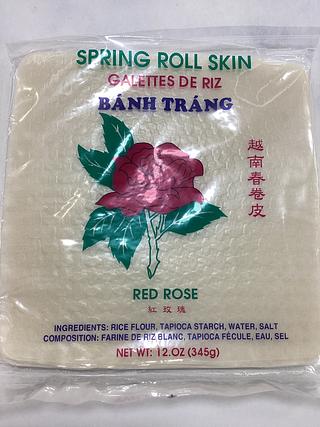 SPRING ROLL SKIN
GALETTES DE RIZ
BÁNH TRÁNG
越南春卷皮
RED ROSE
紅玫瑰
INGREDIENTS: RICE FLOUR, TAPIOCA STARCH, WATER, SALT
COMPOSITION: FARINE DE RIZ BLANC, TAPIOCA FÉCULE, EAU, SEL
NET WT: 12.OZ (345g)